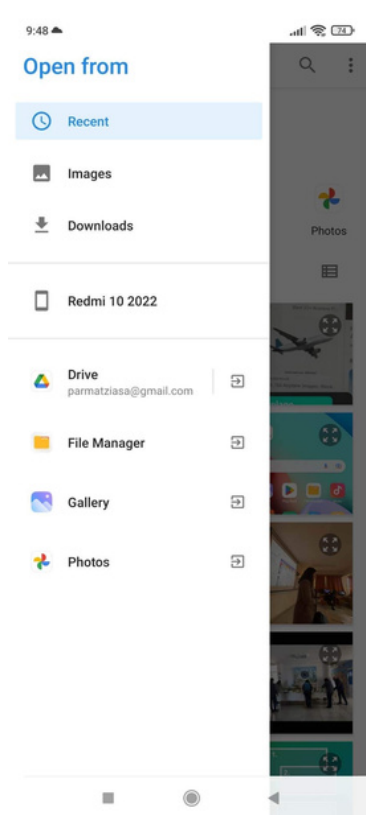 9:48
24
Open from
Recent
Images
Downloads
Photos
Redmi 10 2022
Drive
parmatziasa@gmail.com
File Manager
Gallery
Photos